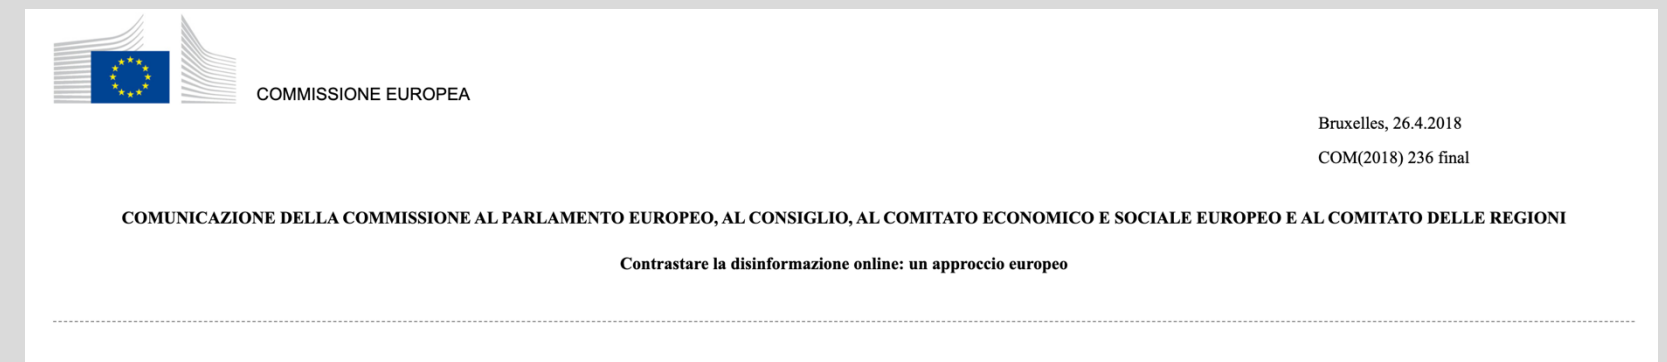 COMMISSIONE EUROPEA
Bruxelles, 26.4.2018
COM(2018) 236 final
COMUNICAZIONE DELLA COMMISSIONE AL PARLAMENTO EUROPEO, AL CONSIGLIO, AL COMITATO ECONOMICO E SOCIALE EUROPEO E AL COMITATO DELLE REGIONI
Contrastare la disinformazione online: un approccio europeo